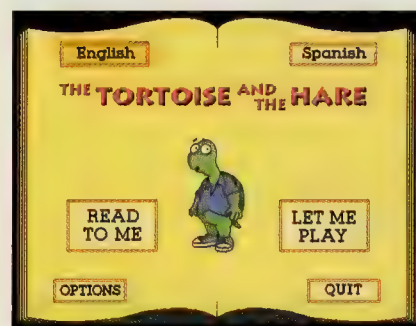 English
Spanish
THE TORTOISE AND THE HARE
READ
TO ME
LET ME
PLAY
OPTIONS
QUIT